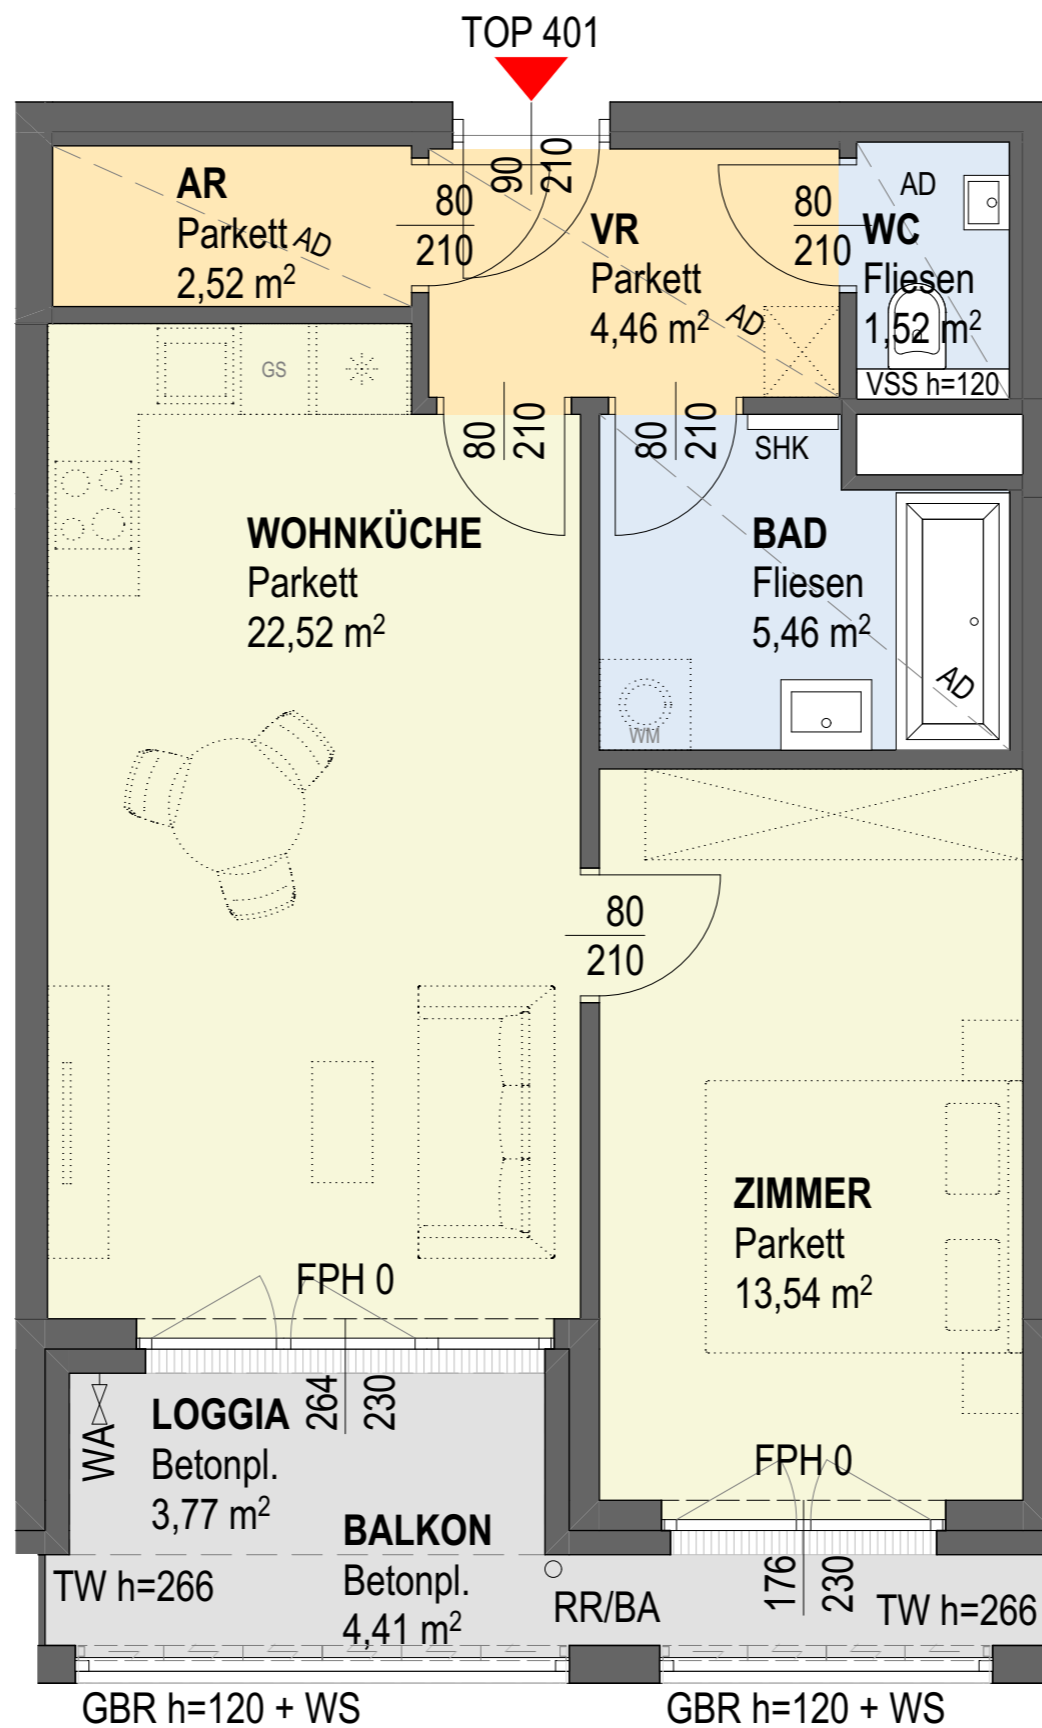 TOP 401
AR
Parkett
2,52 m²
AD
80
210
90
210
VR
Parkett
4,46 m²
AD
80
210
AD
WC
Fliesen
1,52 m²
VSS h=120
GS
80
210
80
210
SHK
WOHNKÜCHE
Parkett
22,52 m²
BAD
Fliesen
5,46 m²
AD
WM
80
210
ZIMMER
Parkett
13,54 m²
FPH 0
264
230
WA
LOGGIA
Betonpl.
3,77 m²
FPH 0
176
230
BALKON
Betonpl.
4,41 m²
TW h=266
RR/BA
TW h=266
GBR h=120 + WS
GBR h=120 + WS